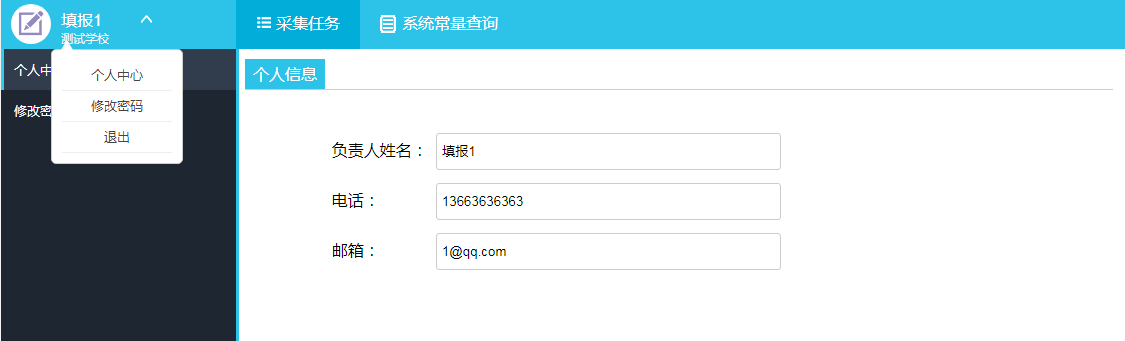 填报1
测试学校
采集任务
系统常量查询
个人中
修改密
个人中心
修改密码
退出
个人信息
负责人姓名：
填报1
电话：
13663636363
邮箱：
1@qq.com